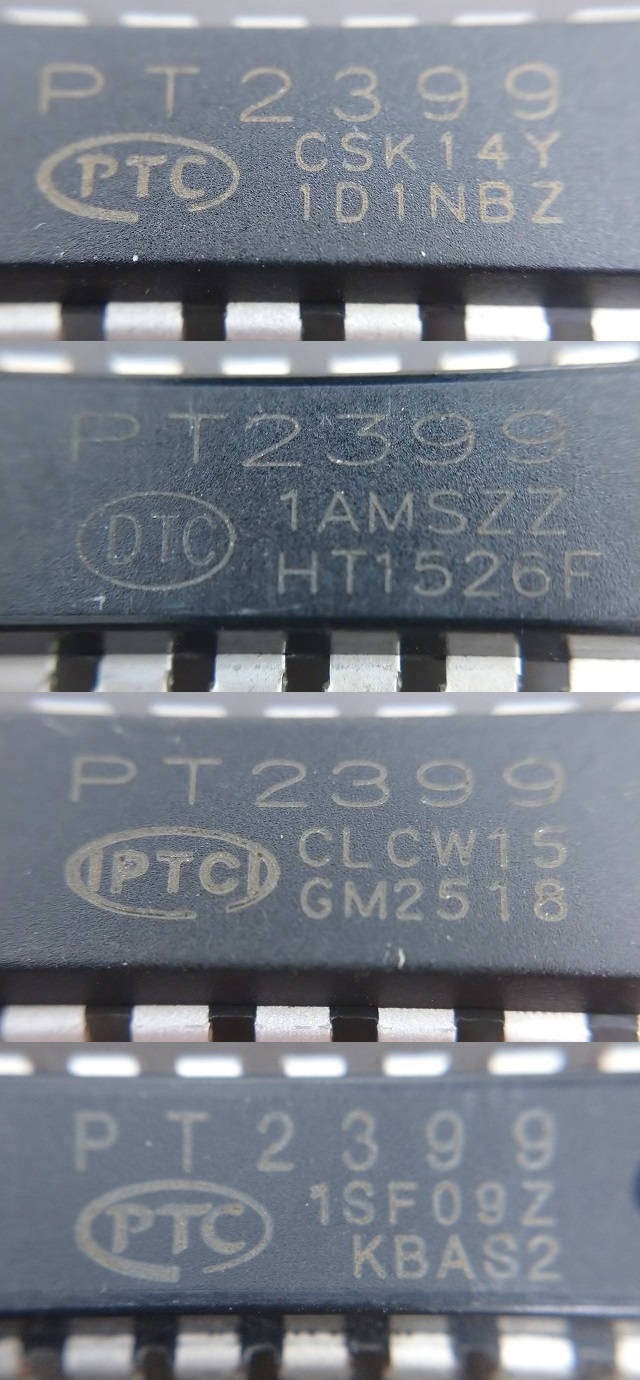 PT2399
PTC
CSK14Y
1D1NBZ
PT2399
DTC
1AMSZZ
HT1526F
PT2399
PTC
CLCW15
GM2518
PT2399
PTC
1SF09Z
KBAS2